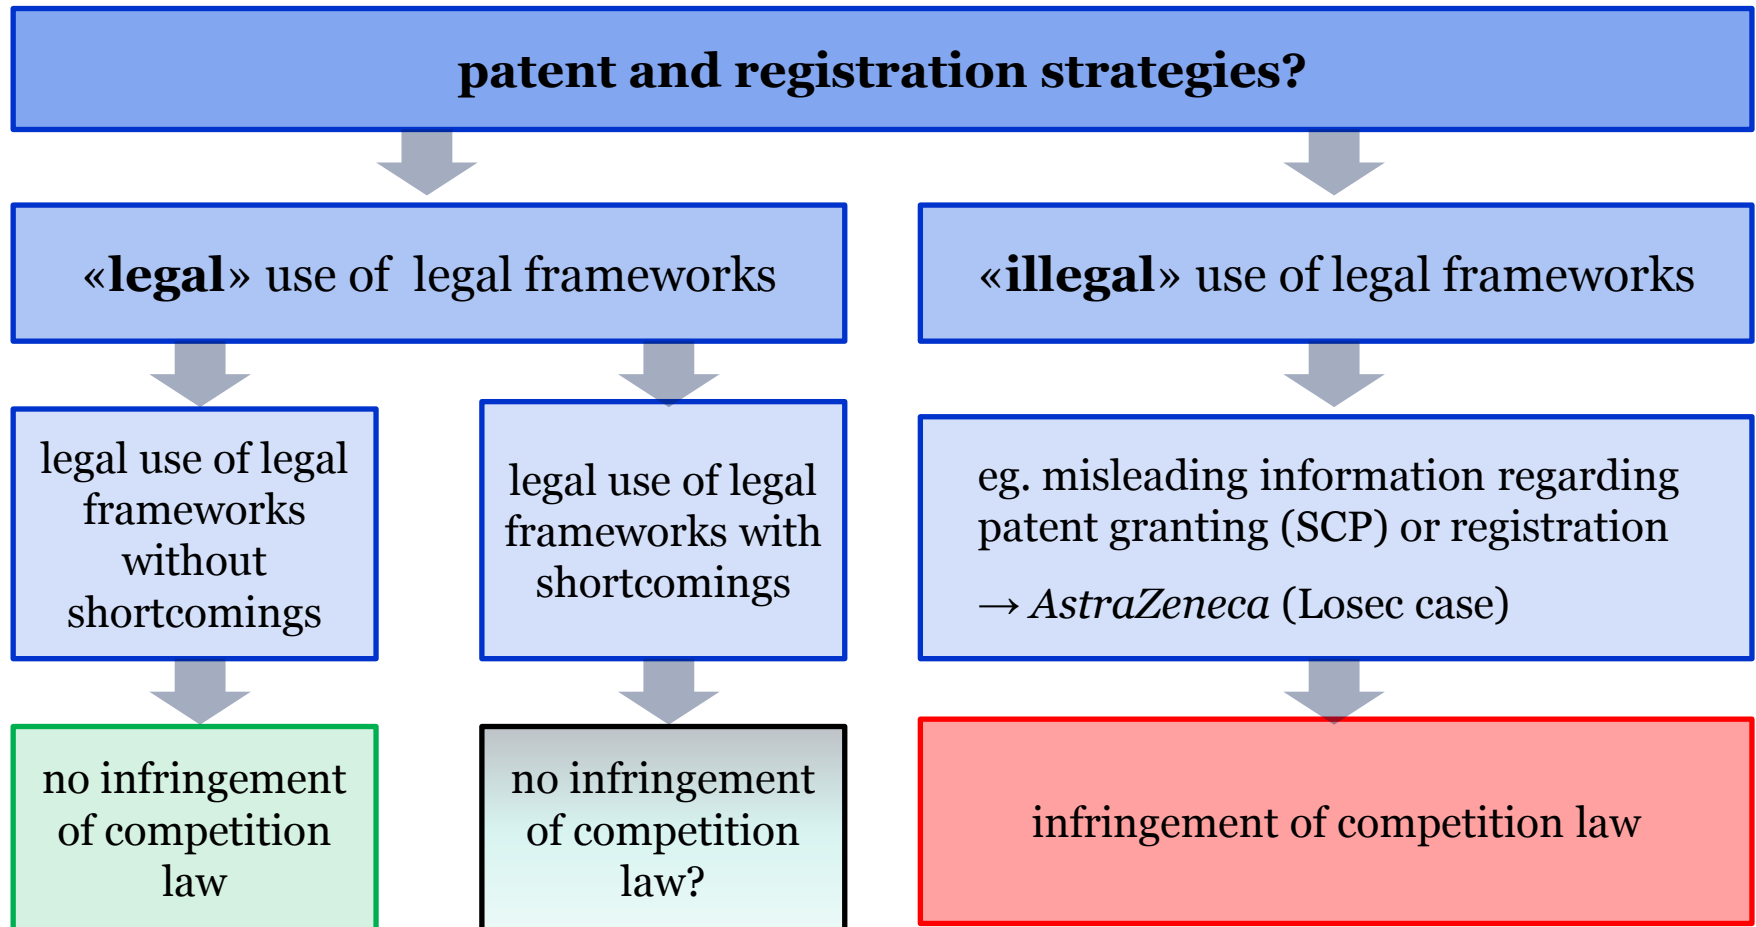 patent and registration strategies?
«legal» use of legal frameworks
«illegal» use of legal frameworks
legal use of legal
frameworks
without
shortcomings
legal use of legal
frameworks with
shortcomings
eg. misleading information regarding
patent granting (SCP) or registration
→ AstraZeneca (Losec case)
no infringement
of competition
law
no infringement
of competition
law?
infringement of competition law